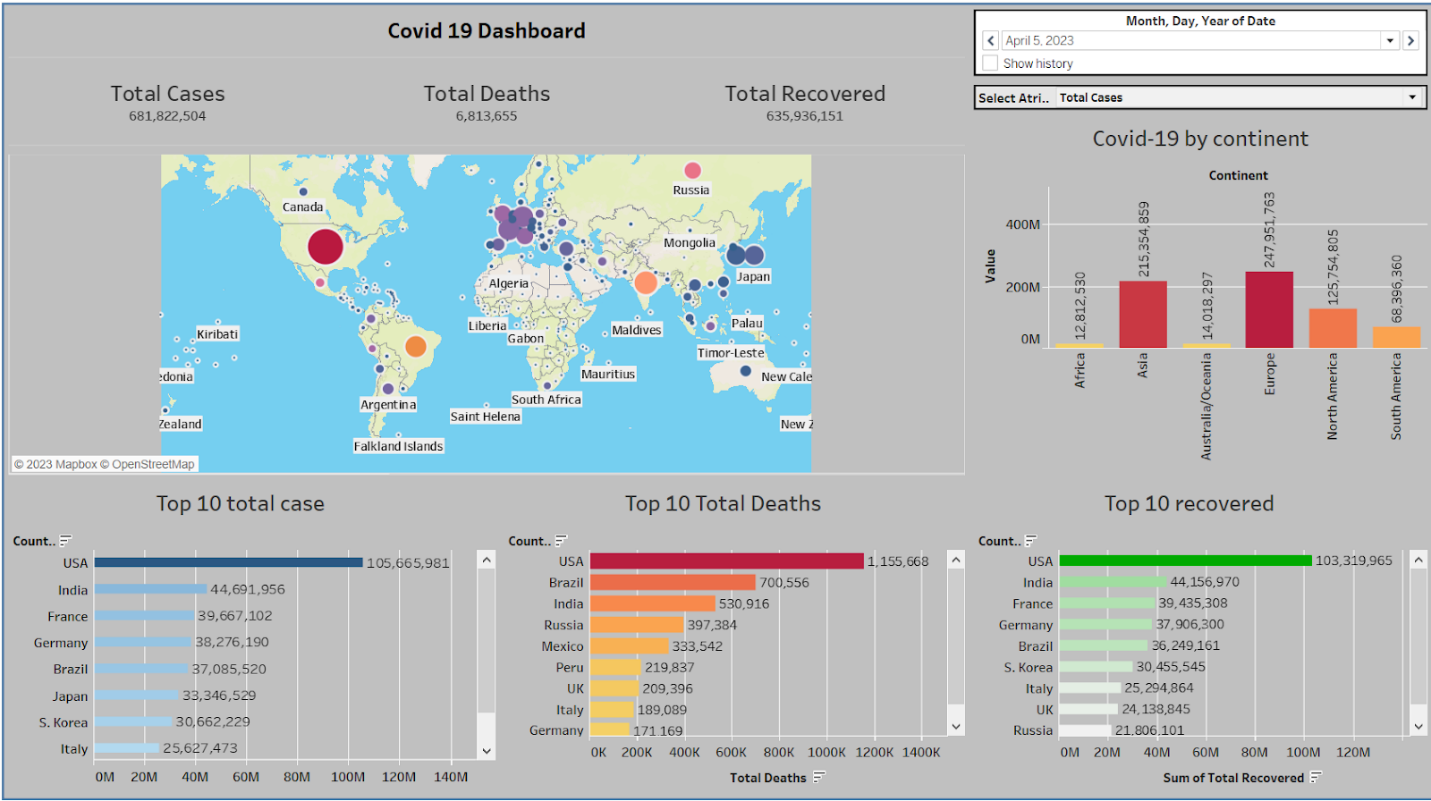 Covid 19 Dashboard
Month, Day, Year of Date
April 5, 2023
Show history
Select Atri.. Total Cases
Total Cases
681,822,504
Total Deaths
6,813,655
Total Recovered
635,936,151
Canada
Russia
Mongolia
Japan
Algeria
Liberia
Gabon
Maldives
Palau
Kiribati
Timor-Leste
edonia
Mauritius
New Cale
Argentina
South Africa
Saint Helena
Zealand
New Z
Falkland Islands
© 2023 Mapbox © OpenStreetMap
Covid-19 by continent
Continent
Value
400M
200M
0M
12,812,530
215,354,859
14,018,297
247,951,763
125,754,805
68,396,360
Africa
Asia
Australia/Oceania
Europe
North America
South America
Top 10 total case
Count..
USA 105,665,981
India 44,691,956
France 39,667,102
Germany 38,276,190
Brazil 37,085,520
Japan 33,346,529
S. Korea 30,662,229
Italy 25,627,473
0M 20M 40M 60M 80M 100M 120M 140M
Top 10 Total Deaths
Count..
USA 1,155,668
Brazil 700,556
India 530,916
Russia 397,384
Mexico 333,542
Peru 219,837
UK 209,396
Italy 189,089
Germany 171,169
0K 200K 400K 600K 800K 1000K 1200K 1400K
Total Deaths
Top 10 recovered
Count..
USA 103,319,965
India 44,156,970
France 39,435,308
Germany 37,906,300
Brazil 36,249,161
S. Korea 30,455,545
Italy 25,294,864
UK 24,138,845
Russia 21,806,101
0M 20M 40M 60M 80M 100M 120M
Sum of Total Recovered